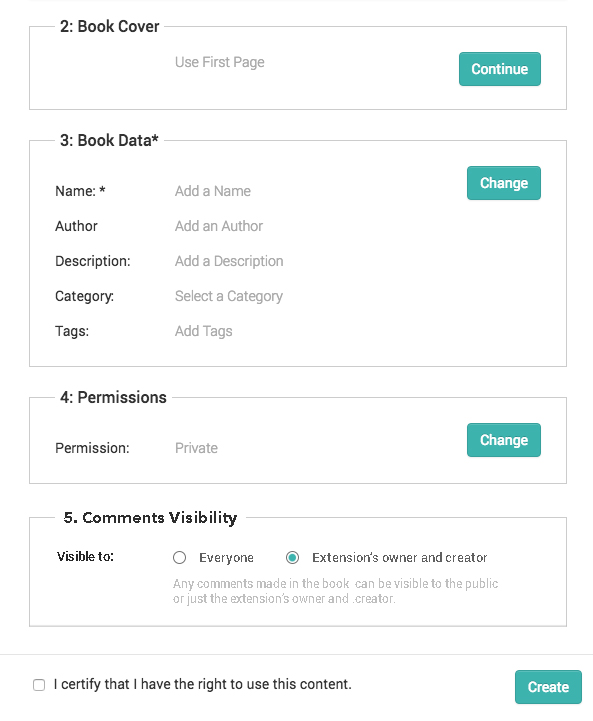 2: Book Cover
Use First Page
Continue
3: Book Data*
Change
Name: * Add a Name
Author Add an Author
Description: Add a Description
Category: Select a Category
Tags: Add Tags
4: Permissions
Permission: Private
Change
5. Comments Visibility
Visible to: Everyone Extension's owner and creator
Any comments made in the book can be visible to the public
or just the extension's owner and .creator.
I certify that I have the right to use this content.
Create